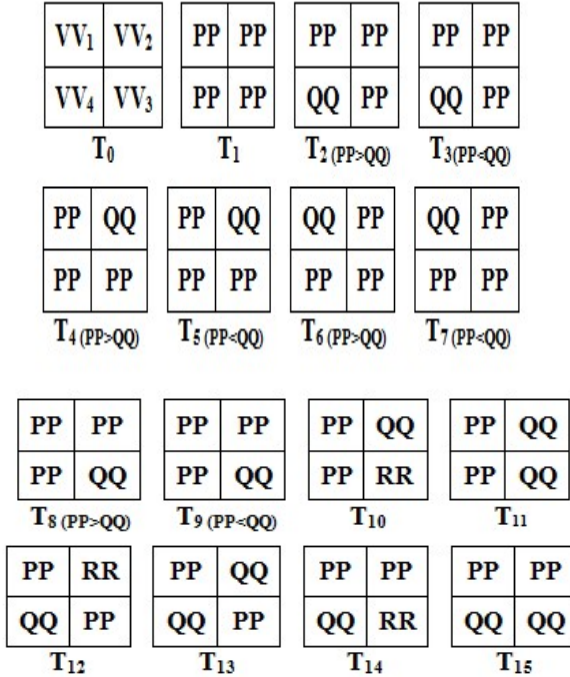 VV₁ VV₂ PP PP PP PP PP PP
VV₄ VV₃ PP PP QQ PP QQ PP
T₀ T₁ T₂ (PP>QQ) T₃(PP<QQ)
PP QQ PP QQ QQ PP QQ PP
PP PP PP PP PP PP PP PP
T₄ (PP>QQ) T₅ (PP<QQ) T₆ (PP>QQ) T₇ (PP<QQ)
PP PP PP PP PP QQ PP QQ
PP QQ PP QQ PP RR PP QQ
T₈ (PP>QQ) T₉ (PP<QQ) T₁₀ T₁₁
PP RR PP QQ PP PP PP PP
QQ PP QQ PP QQ RR QQ QQ
T₁₂ T₁₃ T₁₄ T₁₅